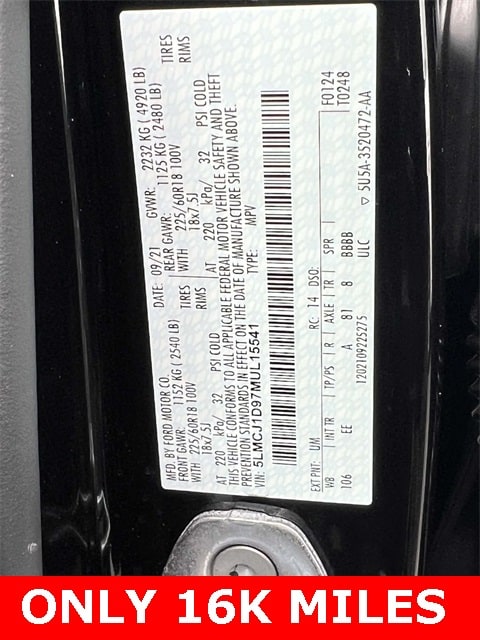 MFD. BY FORD MOTOR CO.
DATE: 09/21
GVWR: 2232 KG ( 4920 LB)
FRONT GAWR: 1152 KG ( 2540 LB)
REAR GAWR: 1125 KG ( 2480 LB)
WITH 225/60R18 100V TIRES
WITH 225/60R18 100V TIRES
18x7.5J RIMS
18x7.5J RIMS
AT 220 kPa/ 32 PSI COLD
AT 220 kPa/ 32 PSI COLD
THIS VEHICLE CONFORMS TO ALL APPLICABLE FEDERAL MOTOR VEHICLE SAFETY AND THEFT
PREVENTION STANDARDS IN EFFECT ON THE DATE OF MANUFACTURE SHOWN ABOVE.
VIN: 5LMCJ1D97MUL15541
TYPE: MPV
F0124
T0248
EXT PNT: UM RC: 14 DSO:
WB INT TR TP/PS R AXLE TR SPR
106 EE A 81 8 BBBB
1202109225275 ULC
▽ 5U5A-3520472-AA
ONLY 16K MILES